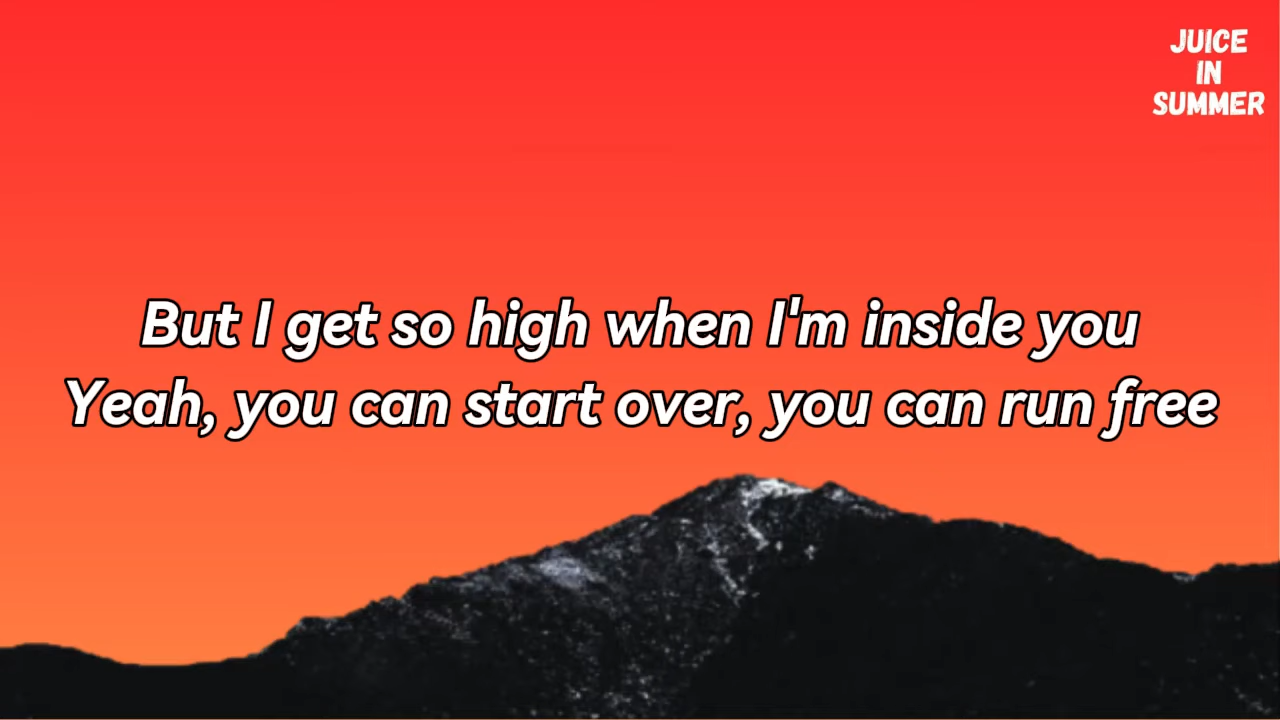 JUICE
IN
SUMMER
But I get so high when I'm inside you
Yeah, you can start over, you can run free